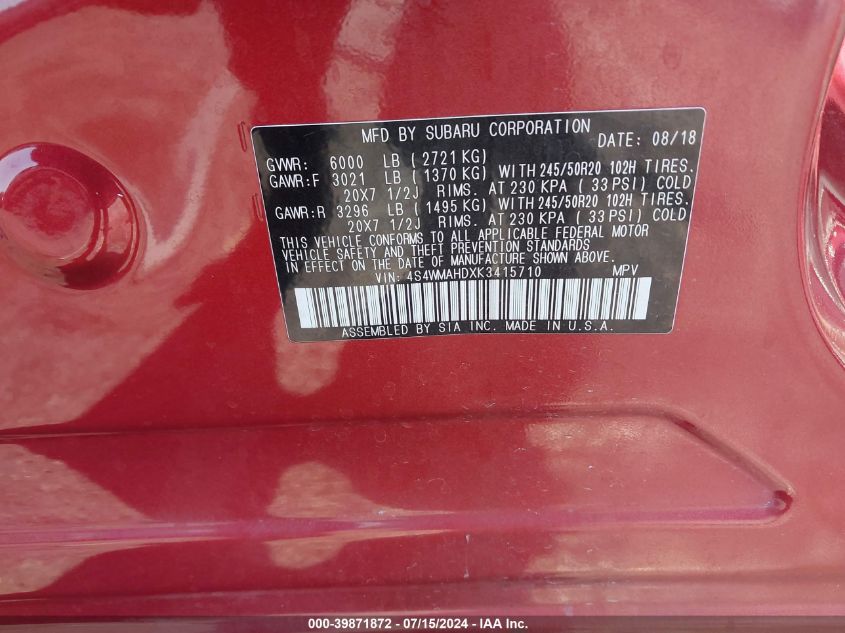 MFD BY SUBARU CORPORATION DATE: 08/18
GVWR: 6000 LB ( 2721 KG)
GAWR:F 3021 LB ( 1370 KG) WITH 245/50R20 102H TIRES.
20X7 1/2J RIMS. AT 230 KPA ( 33 PSI) COLD
GAWR:R 3296 LB ( 1495 KG) WITH 245/50R20 102H TIRES.
20X7 1/2J RIMS. AT 230 KPA ( 33 PSI) COLD
THIS VEHICLE CONFORMS TO ALL APPLICABLE FEDERAL MOTOR
VEHICLE SAFETY AND THEFT PREVENTION STANDARDS
IN EFFECT ON THE DATE OF MANUFACTURE SHOWN ABOVE.
VIN: 4S4WMAHDXK3415710 MPV
ASSEMBLED BY SIA INC. MADE IN U.S.A.
000-39871872 - 07/15/2024 - IAA Inc.